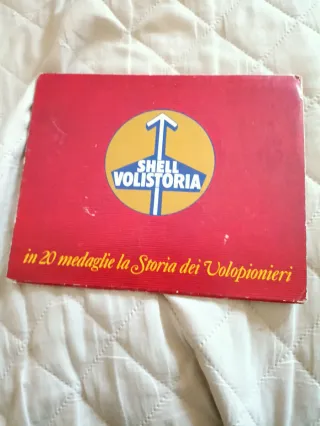 SHELL
VOLISTORIA
in 20 medaglie la Storia dei Volopionieri